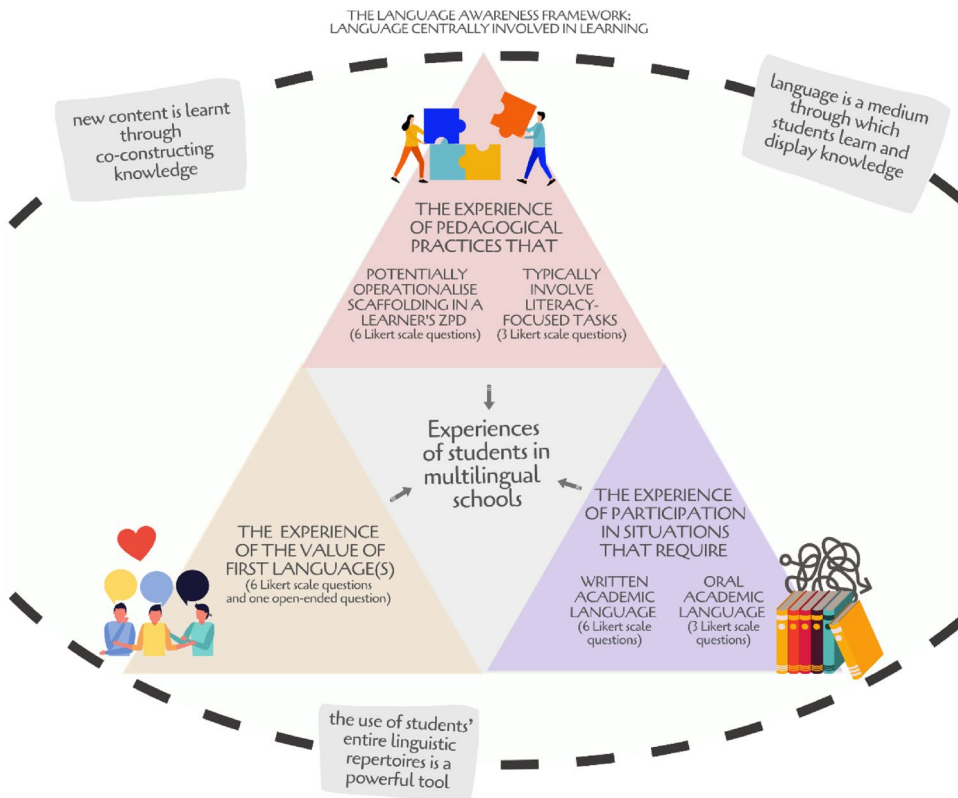 THE LANGUAGE AWARENESS FRAMEWORK:
LANGUAGE CENTRALLY INVOLVED IN LEARNING
new content is learnt
through
co-constructing
knowledge
language is a medium
through which
students learn and
display knowledge
THE EXPERIENCE
OF PEDAGOGICAL
PRACTICES THAT
POTENTIALLY
OPERATIONALISE
SCAFFOLDING IN A
LEARNER'S ZPD
(6 Likert scale questions)
TYPICALLY
INVOLVE
LITERACY-
FOCUSED TASKS
(3 Likert scale questions)
Experiences
of students in
multilingual
schools
THE EXPERIENCE
OF THE VALUE OF
FIRST LANGUAGE(S)
(6 Likert scale questions
and one open-ended question)
THE EXPERIENCE
OF PARTICIPATION
IN SITUATIONS
THAT REQUIRE
WRITTEN
ACADEMIC
LANGUAGE
(6 Likert scale
questions)
ORAL
ACADEMIC
LANGUAGE
(3 Likert scale
questions)
the use of students'
entire linguistic
repertoires is a
powerful tool